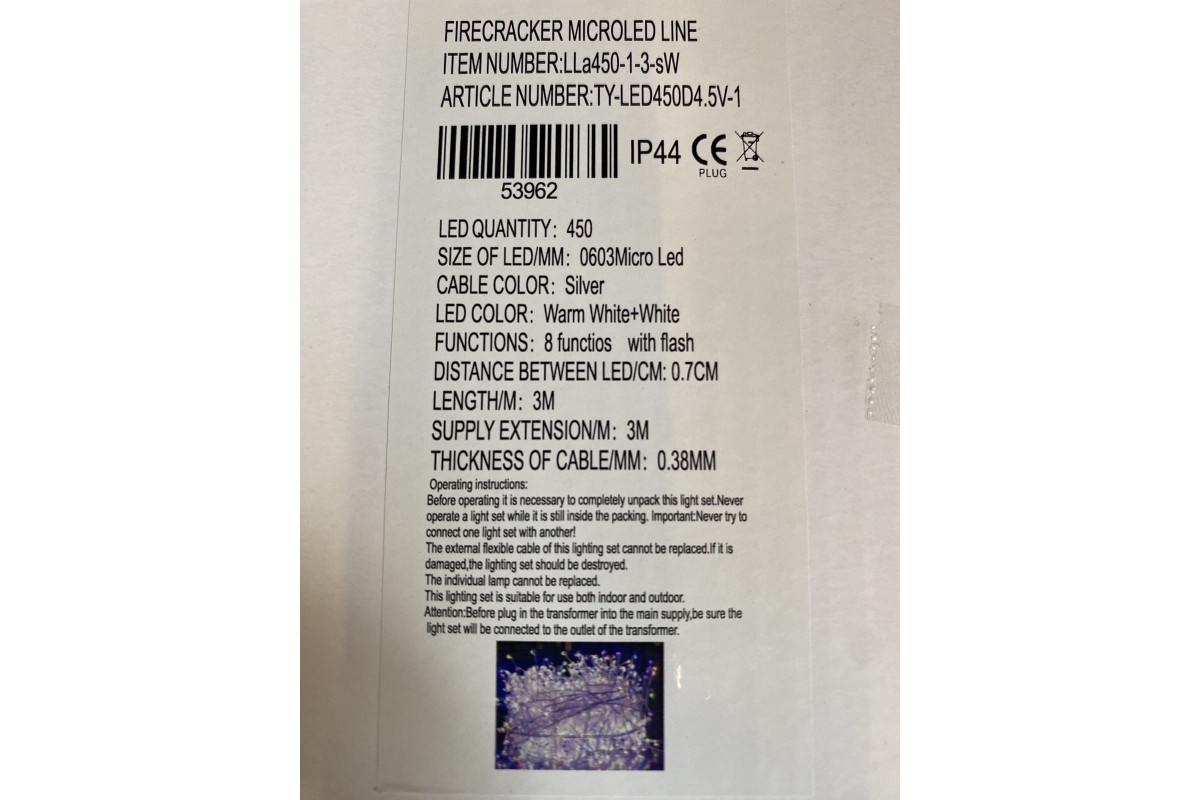 FIRECRACKER MICROLED LINE
ITEM NUMBER:LLa450-1-3-sW
ARTICLE NUMBER:TY-LED450D4.5V-1
IP44 CE
PLUG
53962
LED QUANTITY: 450
SIZE OF LED/MM: 0603Micro Led
CABLE COLOR: Silver
LED COLOR: Warm White+White
FUNCTIONS: 8 functios with flash
DISTANCE BETWEEN LED/CM: 0.7CM
LENGTH/M: 3M
SUPPLY EXTENSION/M: 3M
THICKNESS OF CABLE/MM: 0.38MM
Operating instructions:
Before operating it is necessary to completely unpack this light set.Never
operate a light set while it is still inside the packing. Important:Never try to
connect one light set with another!
The external flexible cable of this lighting set cannot be replaced.If it is
damaged,the lighting set should be destroyed.
The individual lamp cannot be replaced.
This lighting set is suitable for use both indoor and outdoor.
Attention:Before plug in the transformer into the main supply,be sure the
light set will be connected to the outlet of the transformer.